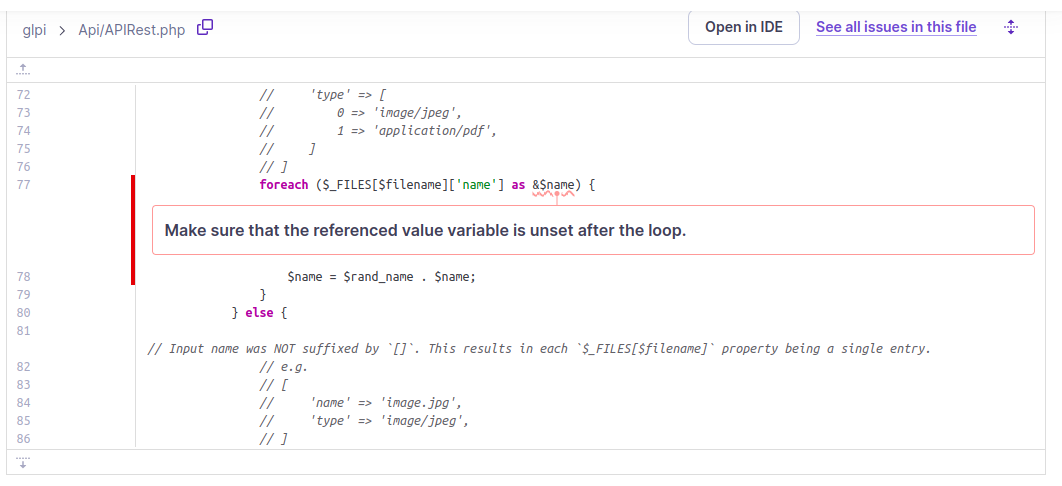 glpi > Api/APIRest.php
Open in IDE
See all issues in this file
72 //     'type' => [
73 //         0 => 'image/jpeg',
74 //         1 => 'application/pdf',
75 //     ]
76 // ]
77 foreach ($_FILES[$filename]['name'] as &$name) {
Make sure that the referenced value variable is unset after the loop.
78 $name = $rand_name . $name;
79 }
80 } else {
81
// Input name was NOT suffixed by `[]`. This results in each `$_FILES[$filename]` property being a single entry.
82 // e.g.
83 // [
84 //     'name' => 'image.jpg',
85 //     'type' => 'image/jpeg',
86 // ]